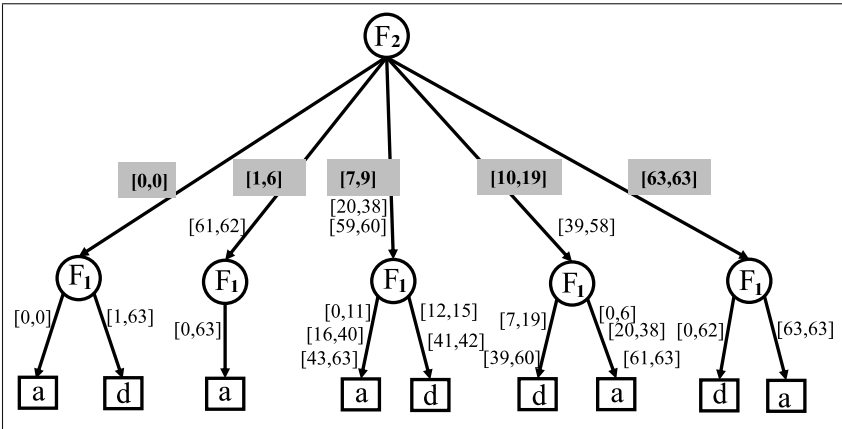 F2
[0,0] [1,6] [7,9] [10,19] [63,63]
[20,38]
[61,62] [59,60] [39,58]
F1 F1 F1 F1 F1
[0,0] [1,63] [0,63] [0,11] [12,15] [7,19] [0,6] [0,62] [63,63]
[16,40] [41,42] [20,38]
[43,63] [39,60] [61,63]
a d a a d d a d a